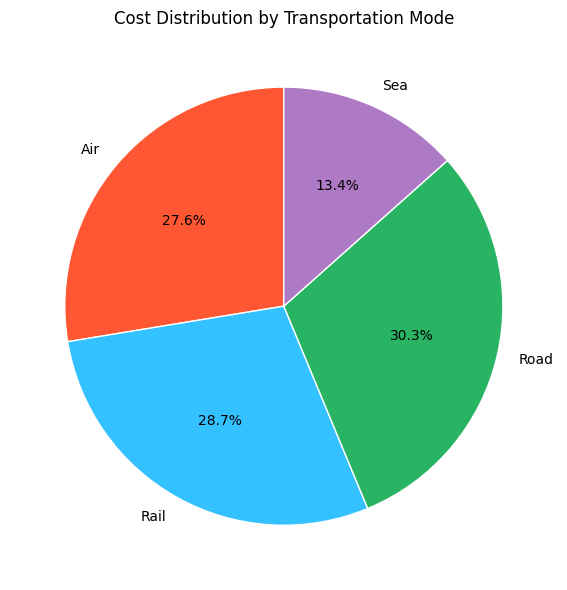 Cost Distribution by Transportation Mode
Sea
Air
13.4%
27.6%
30.3%
Road
28.7%
Rail